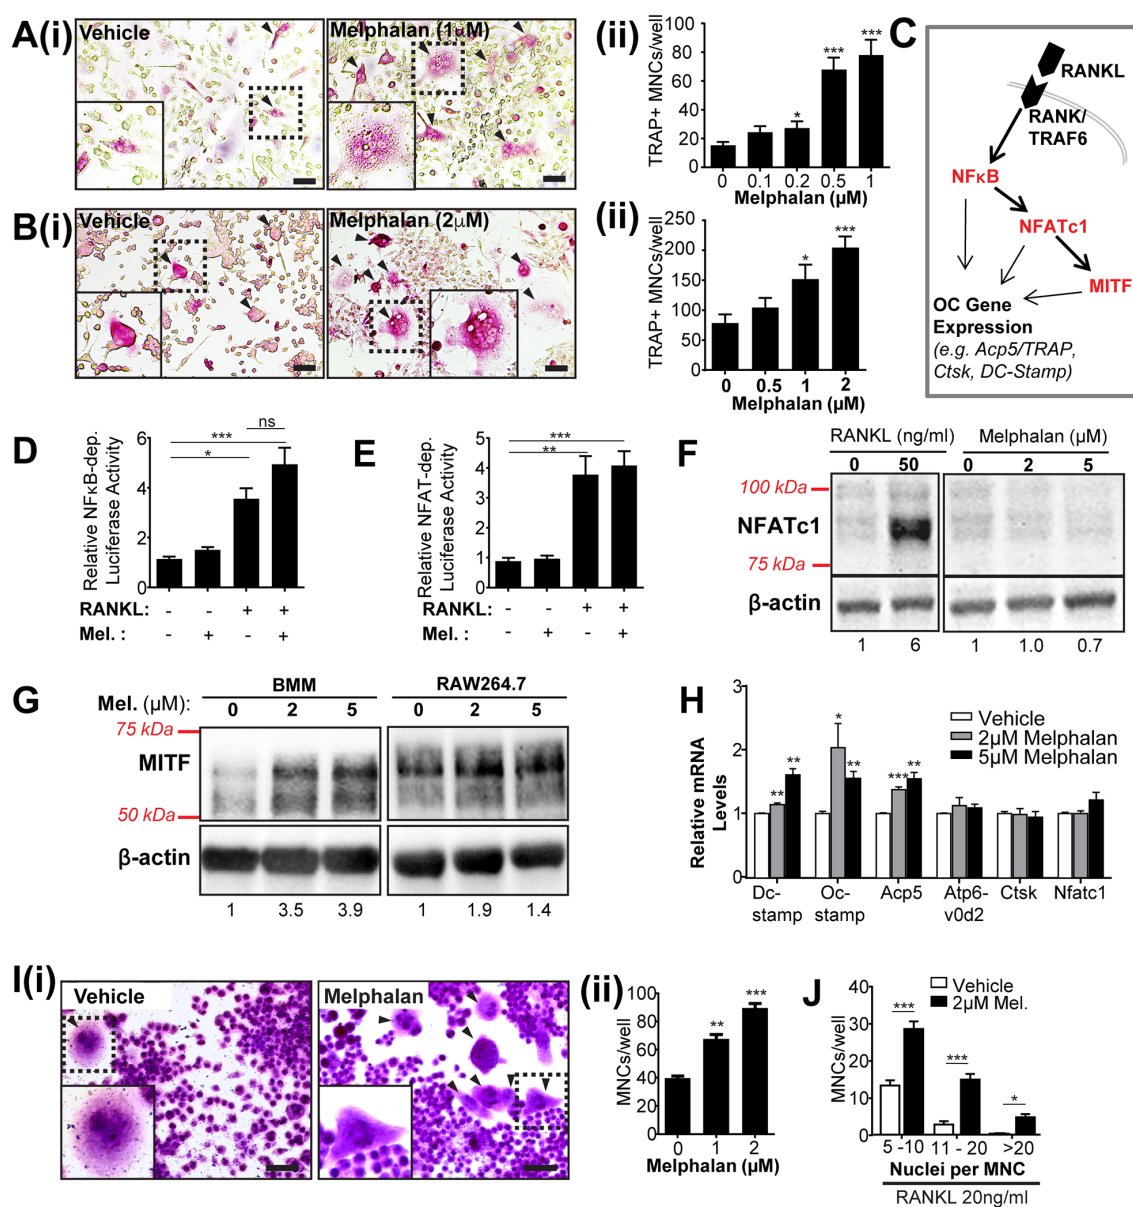 A(i)
Vehicle
Melphalan (1µM)
(ii)
TRAP+ MNCs/well
100
80
60
40
20
0
*
***
***
0 0.1 0.2 0.5 1
Melphalan (µM)
C
RANKL
RANK/
TRAF6
NFκB
NFATc1
MITF
OC Gene
Expression
(e.g. Acp5/TRAP,
Ctsk, DC-Stamp)
B(i)
Vehicle
Melphalan (2µM)
(ii)
TRAP+ MNCs/well
250
200
150
100
50
0
*
***
0 0.5 1 2
Melphalan (µM)
D
Relative NFκB-dep.
Luciferase Activity
6
4
2
0
ns
***
*
RANKL: - - + +
Mel. : - + - +
E
Relative NFAT-dep.
Luciferase Activity
5
4
3
2
1
0
***
**
RANKL: - - + +
Mel. : - + - +
F
RANKL (ng/ml) Melphalan (µM)
0 50 0 2 5
100 kDa
NFATc1
75 kDa
β-actin
1 6 1 1.0 0.7
G
BMM RAW264.7
Mel. (µM): 0 2 5 0 2 5
75 kDa
MITF
50 kDa
β-actin
1 3.5 3.9 1 1.9 1.4
H
Relative mRNA
Levels
3
2
1
0
Vehicle
2µM Melphalan
5µM Melphalan
** ** * ** *** **
Dc-stamp
Oc-stamp
Acp5
Atp6-v0d2
Ctsk
Nfatc1
I(i)
Vehicle
Melphalan
(ii)
MNCs/well
100
80
60
40
20
0
**
***
0 1 2
Melphalan (µM)
J
Vehicle
2µM Mel.
MNCs/well
40
30
20
10
0
***
***
*
5 -10 11 - 20 >20
Nuclei per MNC
RANKL 20ng/ml